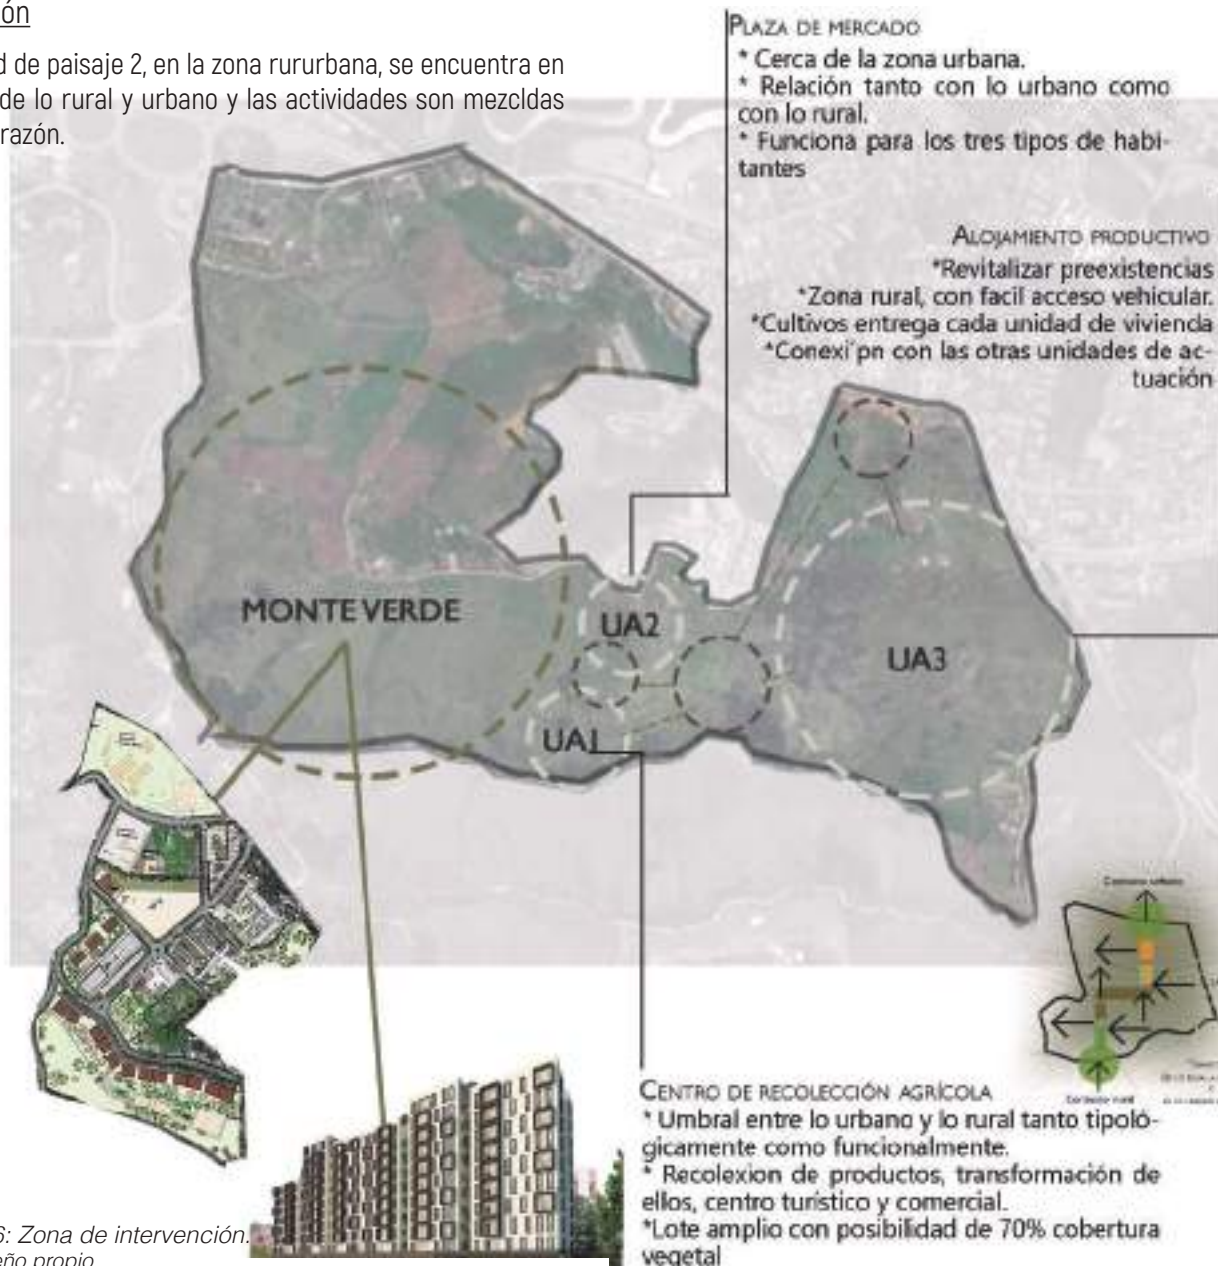 ón
d de paisaje 2, en la zona rururbana, se encuentra en
de lo rural y urbano y las actividades son mezcldas
razón.
PLAZA DE MERCADO
* Cerca de la zona urbana.
* Relación tanto con lo urbano como
con lo rural.
* Funciona para los tres tipos de habi-
tantes
ALOJAMIENTO PRODUCTIVO
*Revitalizar preexistencias
*Zona rural, con facil acceso vehicular.
*Cultivos entrega cada unidad de vivienda
*Conexi´pn con las otras unidades de ac-
tuación
MONTE VERDE
UA2
UA3
UA1
CENTRO DE RECOLECCIÓN AGRÍCOLA
* Umbral entre lo urbano y lo rural tanto tipoló-
gicamente como funcionalmente.
* Recolexion de productos, transformación de
ellos, centro turístico y comercial.
*Lote amplio con posibilidad de 70% cobertura
vegetal
6: Zona de intervención.
eño propio